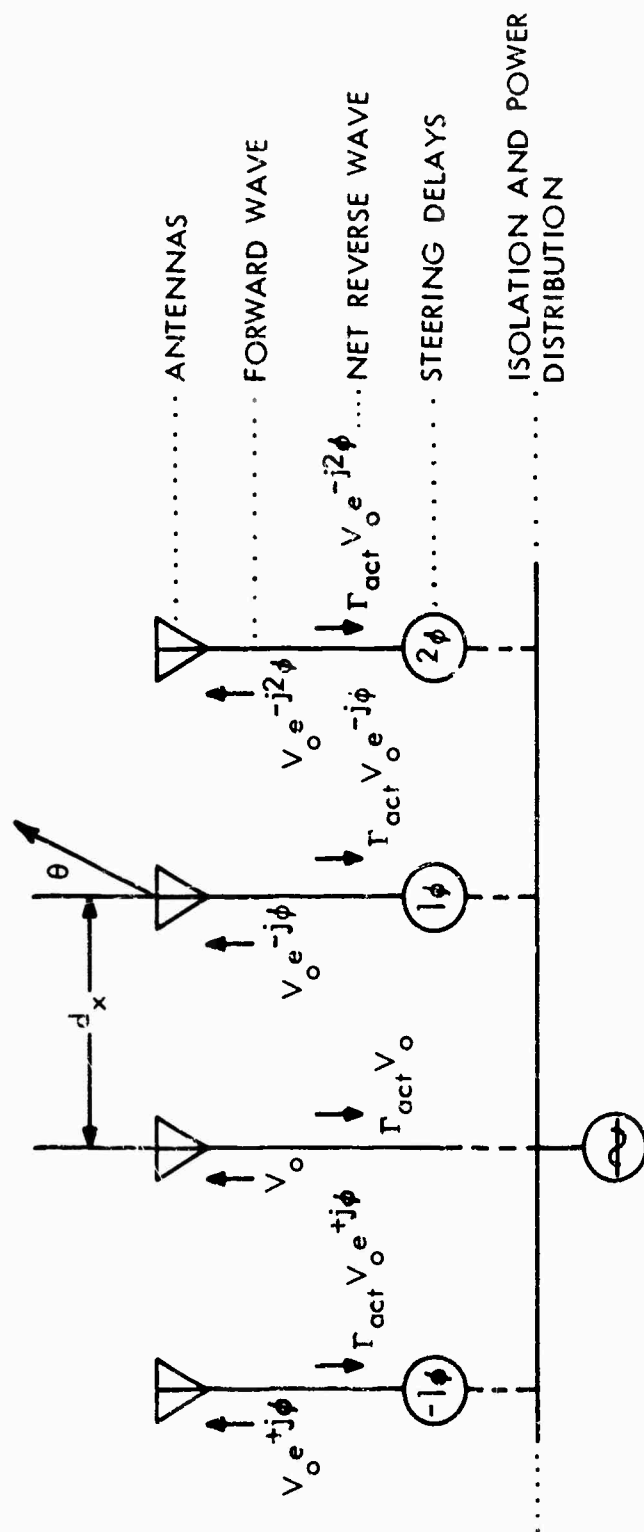 θ
d_x
ANTENNAS
V_o e^{+jϕ}
V_o
V_o e^{-jϕ}
V_o e^{-j2ϕ}
FORWARD WAVE
Γ_act V_o e^{+jϕ}
Γ_act V_o
Γ_act V_o e^{-jϕ}
Γ_act V_o e^{-j2ϕ}
NET REVERSE WAVE
-1ϕ
1ϕ
2ϕ
STEERING DELAYS
ISOLATION AND POWER
DISTRIBUTION